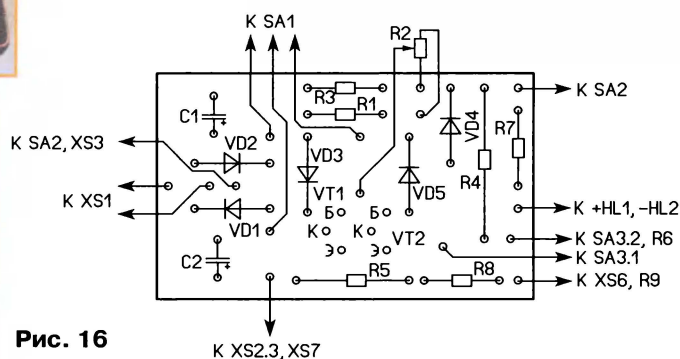 К SA1
R2
К SA2
C1
R3
R1
VD4
R7
К SA2, XS3
VD2
VD3
R4
VD5
К XS1
VT1
Б Б
К +HL1, -HL2
VD1
К К
VT2
К SA3.2, R6
Э Э
К SA3.1
C2
R5
R8
К XS6, R9
Рис. 16
К XS2.3, XS7